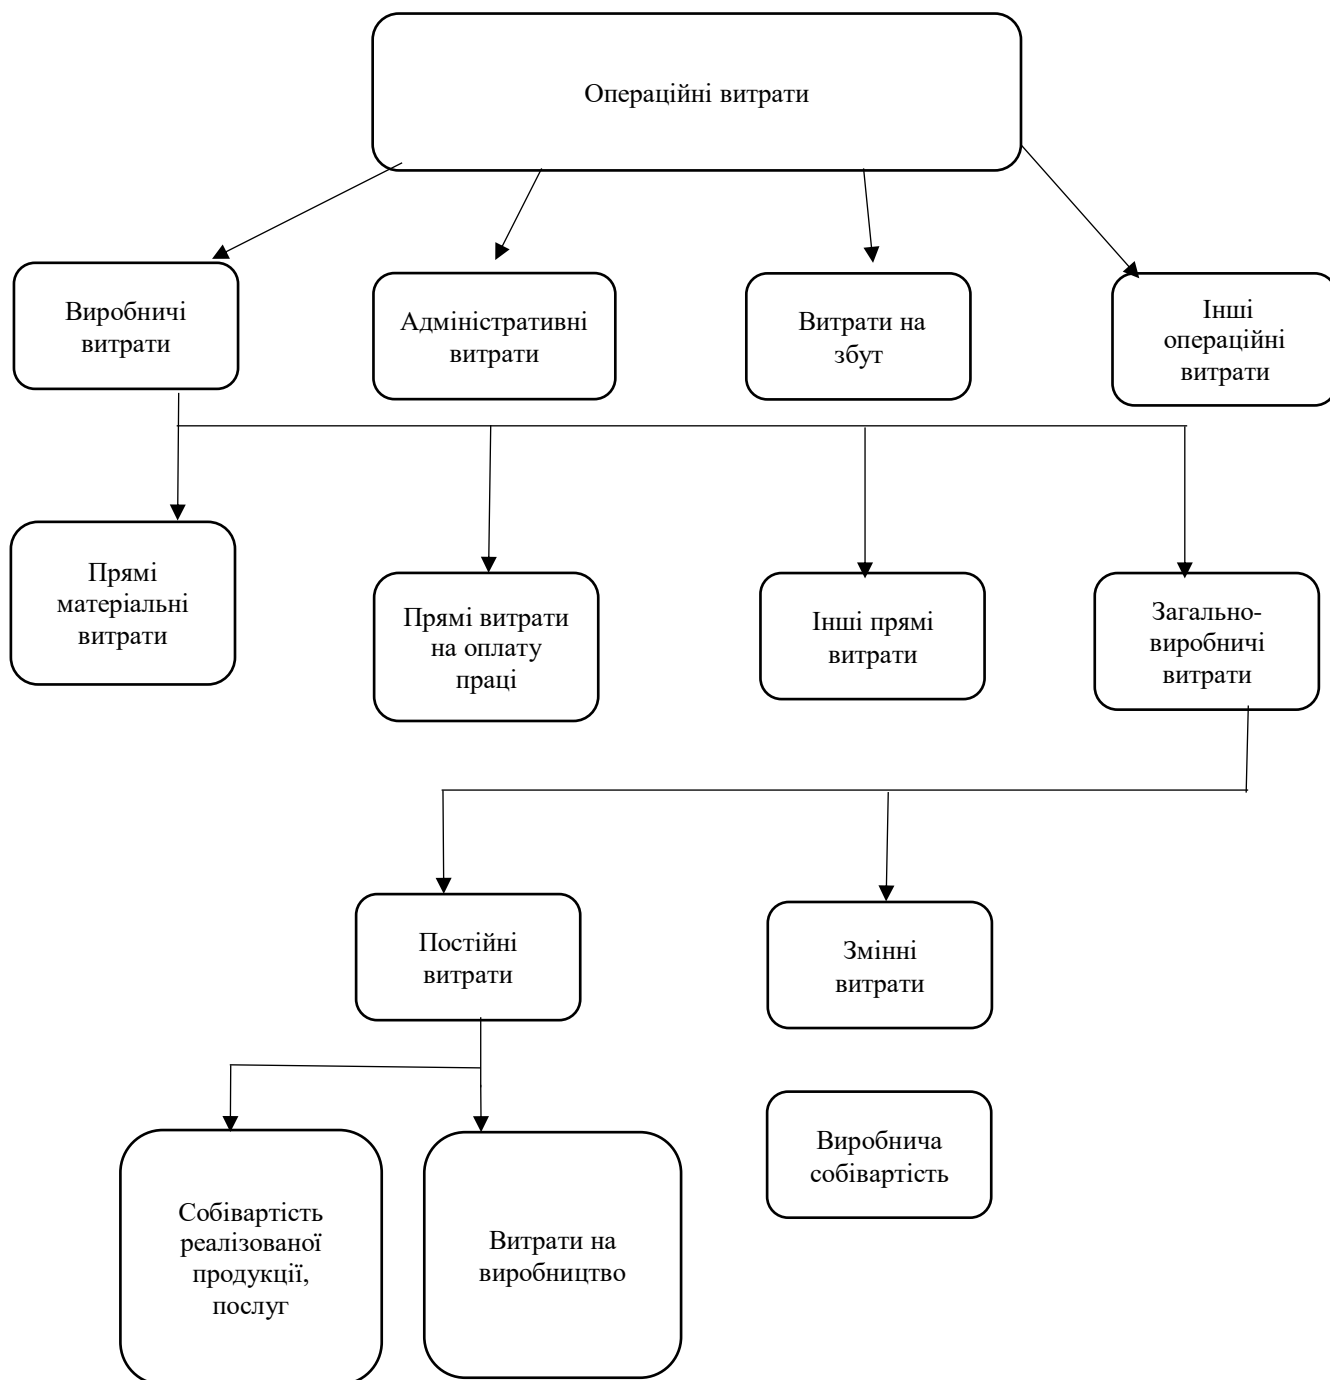 Операційні витрати
Виробничі
витрати
Адміністративні
витрати
Витрати на
збут
Інші
операційні
витрати
Прямі
матеріальні
витрати
Прямі витрати
на оплату
праці
Інші прямі
витрати
Загально-
виробничі
витрати
Постійні
витрати
Змінні
витрати
Собівартість
реалізованої
продукції,
послуг
Витрати на
виробництво
Виробнича
собівартість